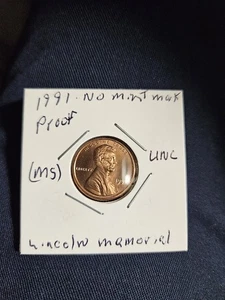 1991 - No mint mark
Proof
(MS)
UNC
Lincoln memorial